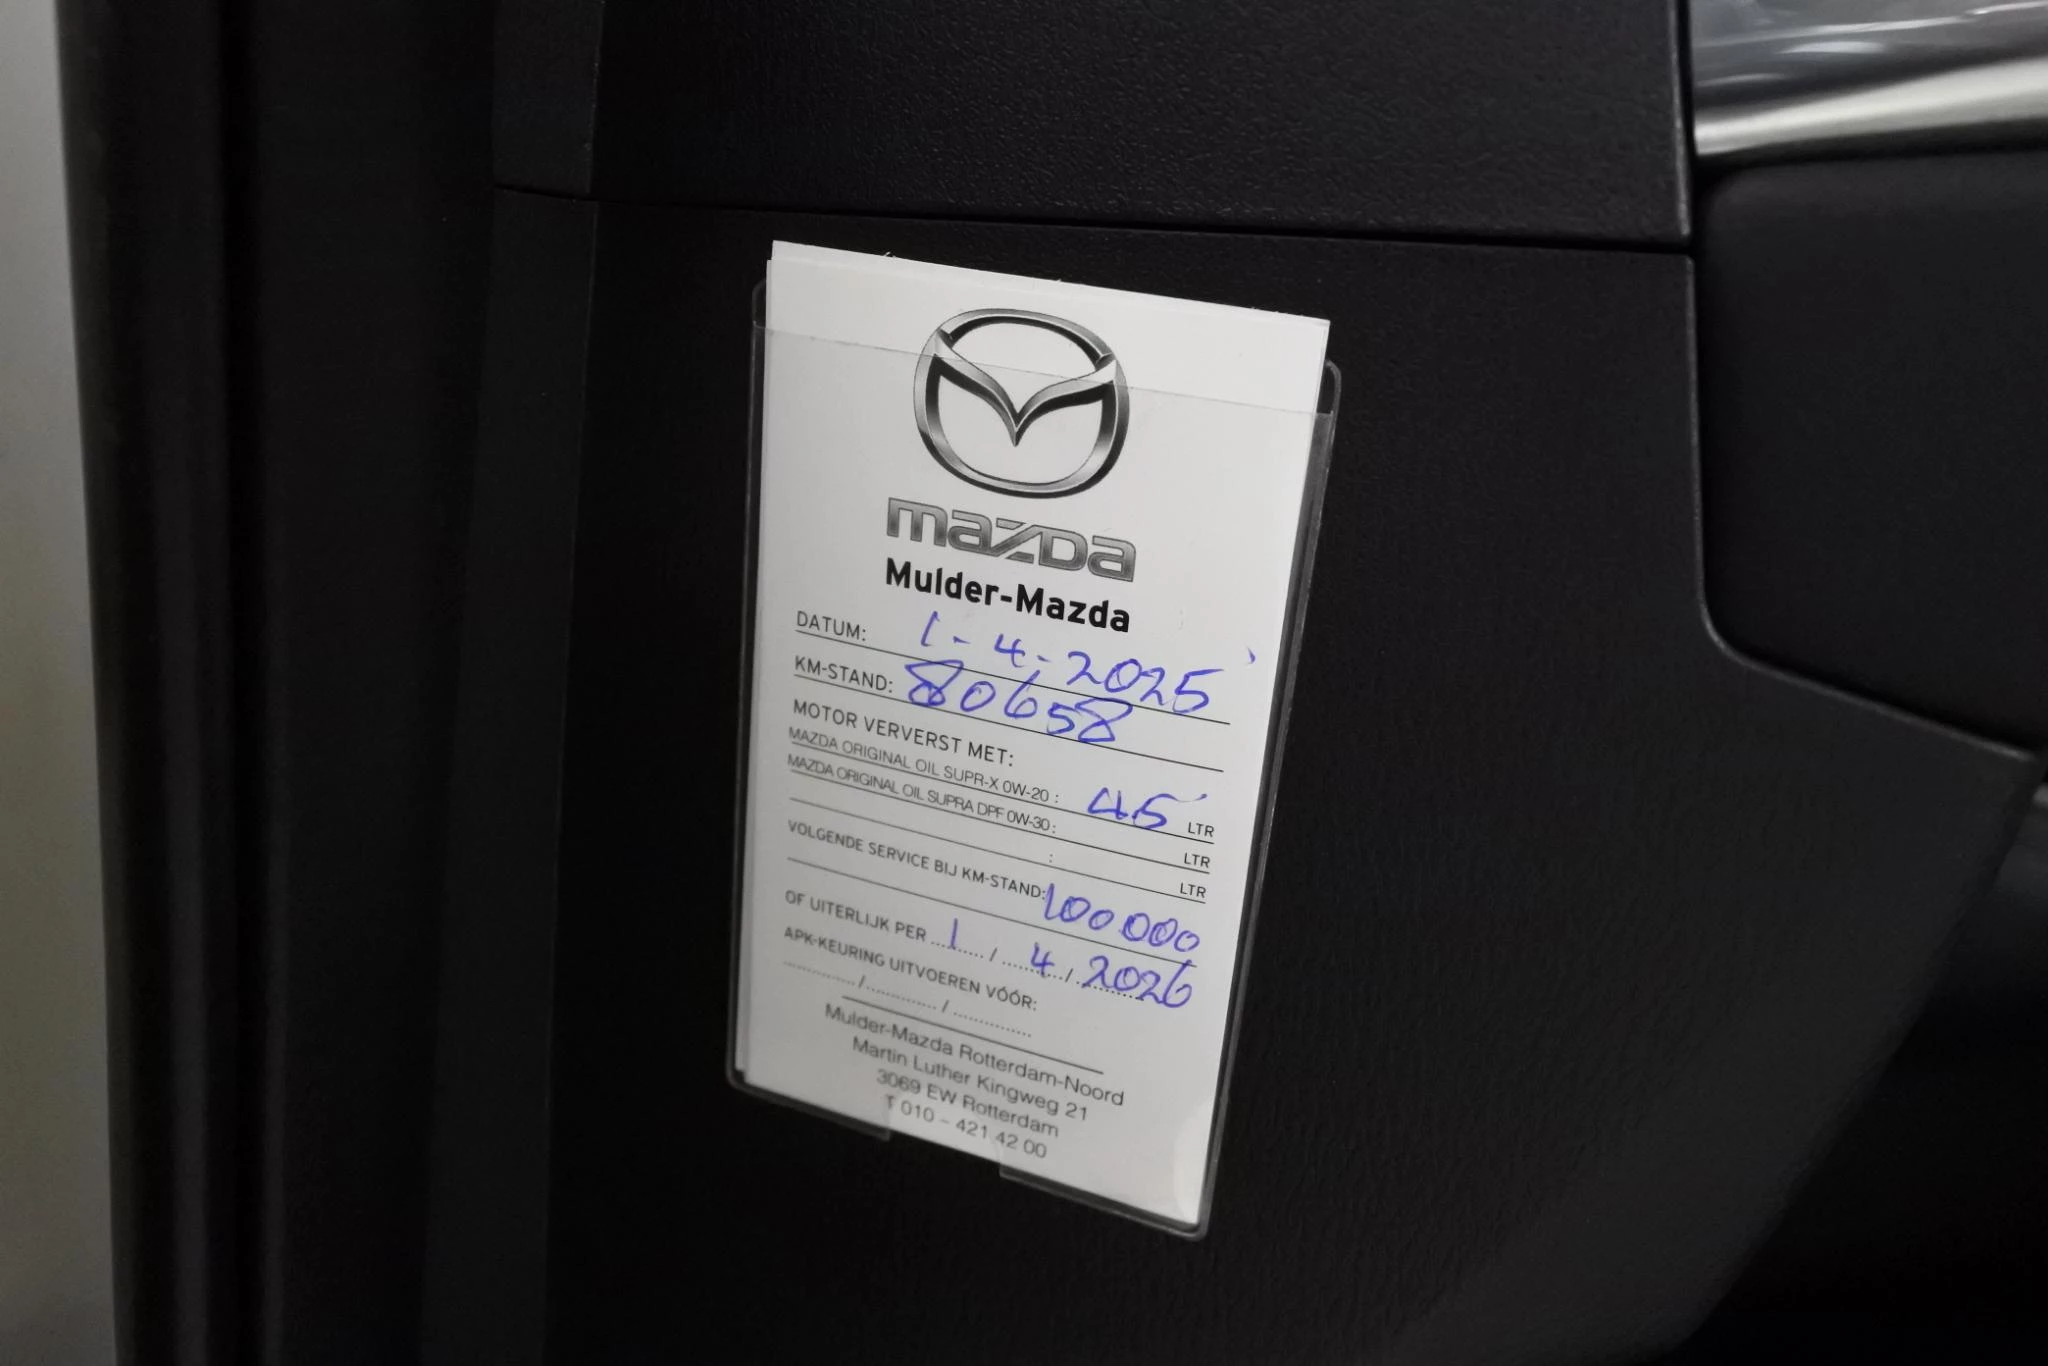 mazda
Mulder-Mazda
DATUM: 1-4-2025
KM-STAND: 80658
MOTOR VERVERST MET:
MAZDA ORIGINAL OIL SUPR-X 0W-20 : 45 LTR
MAZDA ORIGINAL OIL SUPRA DPF 0W-30 : LTR
: LTR
VOLGENDE SERVICE BIJ KM-STAND: 100000
OF UITERLIJK PER 1 / 4 / 2026
APK-KEURING UITVOEREN VÓÓR:
............/............/............
Mulder-Mazda Rotterdam-Noord
Martin Luther Kingweg 21
3069 EW Rotterdam
T 010 - 421 42 00